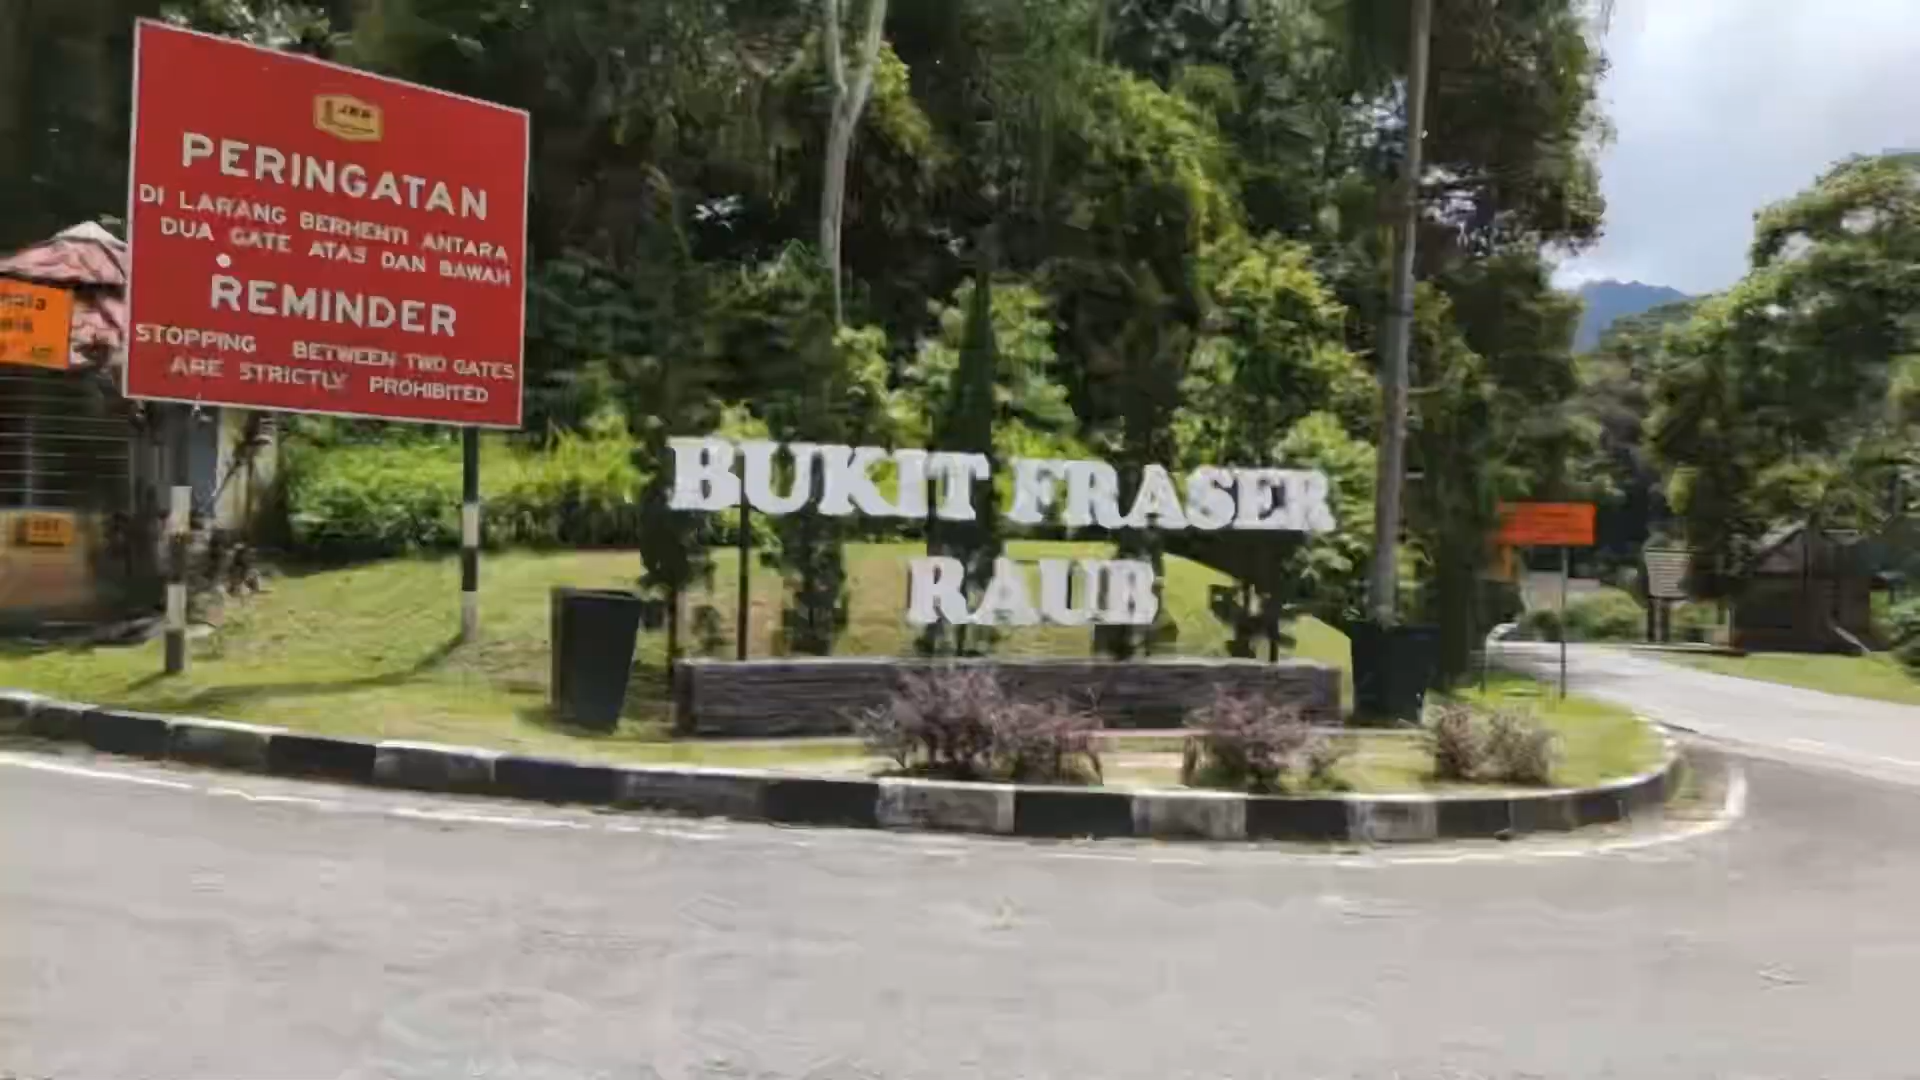 PERINGATAN
DI LARANG BERHENTI ANTARA
DUA GATE ATAS DAN BAWAH
REMINDER
STOPPING BETWEEN TWO GATES
ARE STRICTLY PROHIBITED
BUKIT FRASER
RAUB